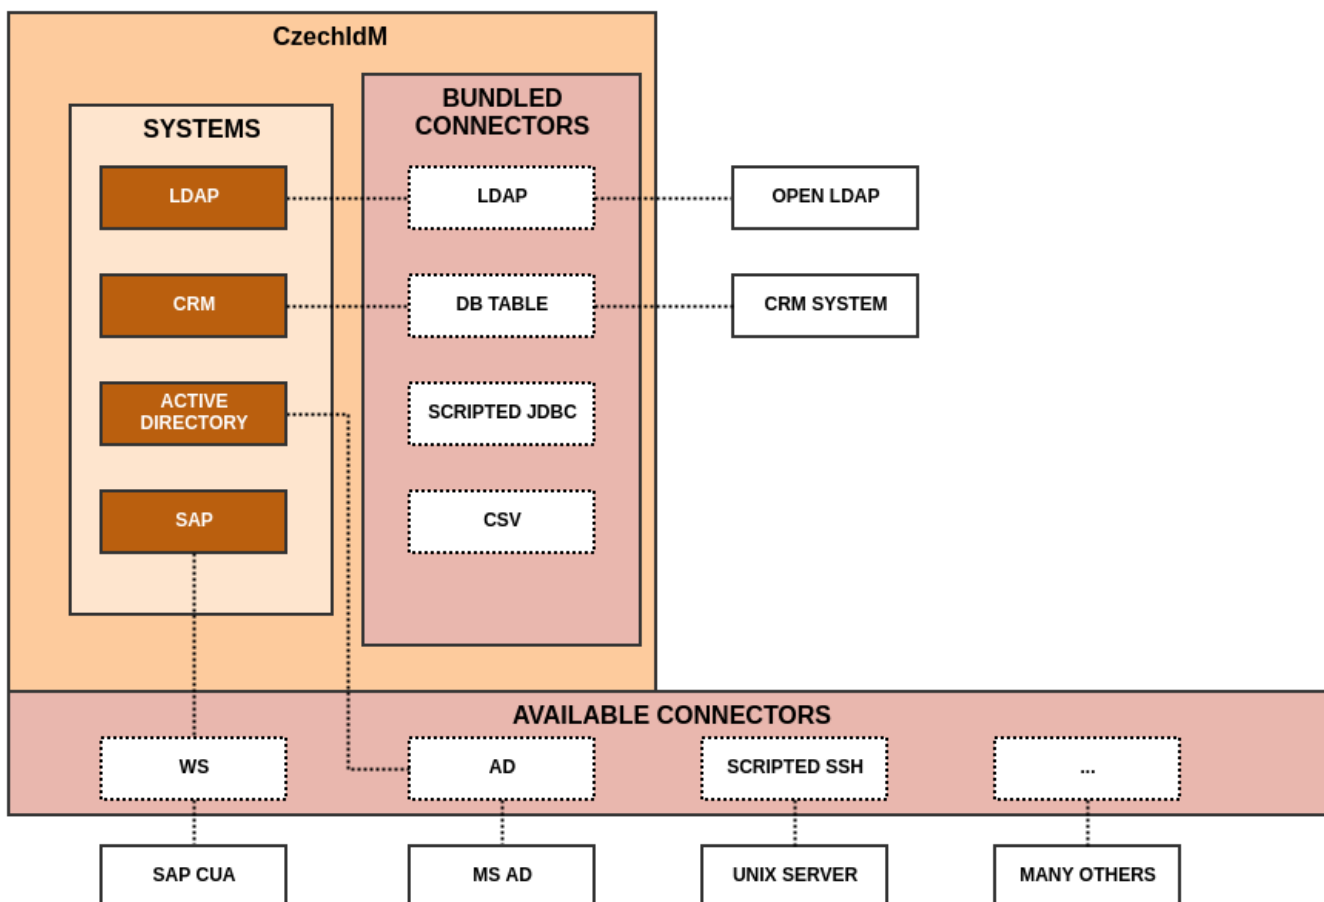 CzechIdM
BUNDLED
CONNECTORS
SYSTEMS
LDAP
LDAP
OPEN LDAP
CRM
DB TABLE
CRM SYSTEM
ACTIVE
DIRECTORY
SCRIPTED JDBC
SAP
CSV
AVAILABLE CONNECTORS
WS
AD
SCRIPTED SSH
...
SAP CUA
MS AD
UNIX SERVER
MANY OTHERS